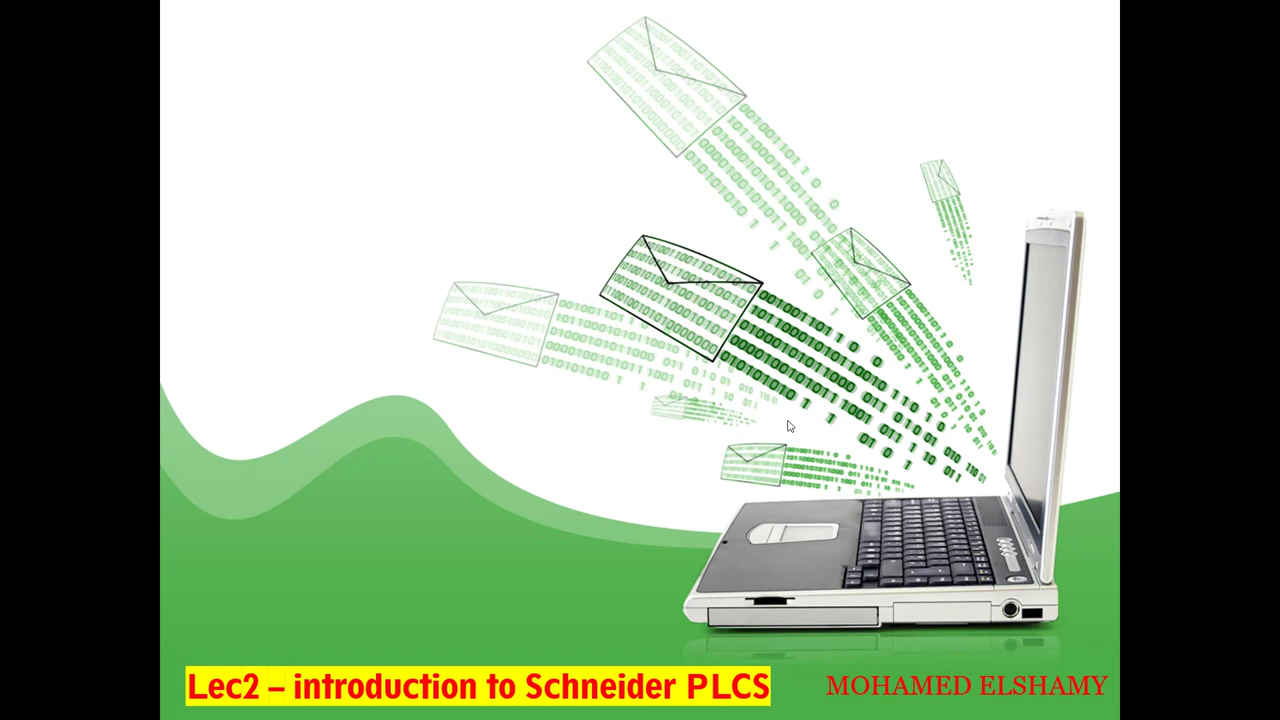 Lec2 – introduction to Schneider PLCS
MOHAMED ELSHAMY